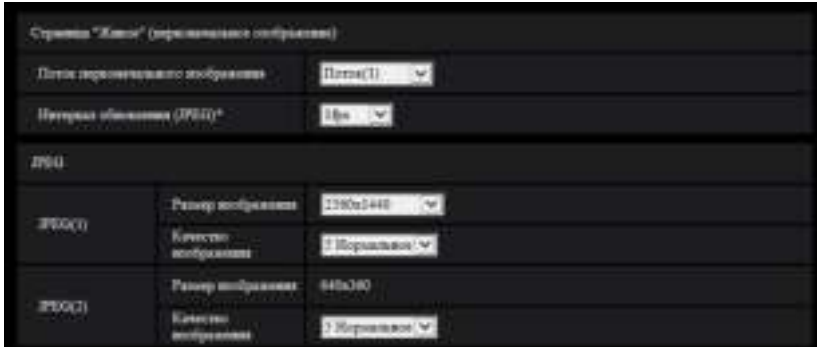 Страница "Живое" (первоначальное отображение)
Поток первоначального изображения Поток(1)
Интервал обновления (JPEG)*
JPEG
JPEG(1)
Размер изображения 2560x1440
Качество
изображения
5 Нормальное
JPEG(2)
Размер изображения 640x360
Качество
изображения
5 Нормальное